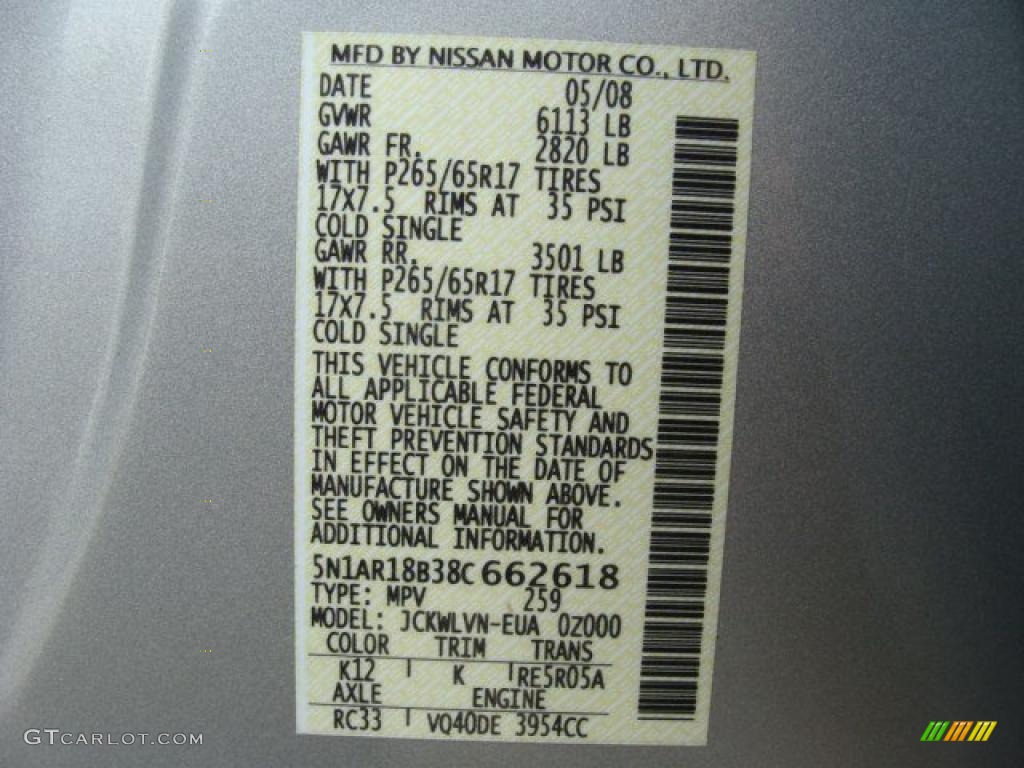 MFD BY NISSAN MOTOR CO., LTD.
DATE 05/08
GVWR 6113 LB
GAWR FR. 2820 LB
WITH P265/65R17 TIRES
17X7.5 RIMS AT 35 PSI
COLD SINGLE
GAWR RR. 3501 LB
WITH P265/65R17 TIRES
17X7.5 RIMS AT 35 PSI
COLD SINGLE
THIS VEHICLE CONFORMS TO
ALL APPLICABLE FEDERAL
MOTOR VEHICLE SAFETY AND
THEFT PREVENTION STANDARDS
IN EFFECT ON THE DATE OF
MANUFACTURE SHOWN ABOVE.
SEE OWNERS MANUAL FOR
ADDITIONAL INFORMATION.
5N1AR18B38C662618
TYPE: MPV 259
MODEL: JCKWLVN-EUA 0Z000
COLOR TRIM TRANS
K12 K RE5R05A
AXLE ENGINE
RC33 VQ40DE 3954CC
GTCARLOT.COM